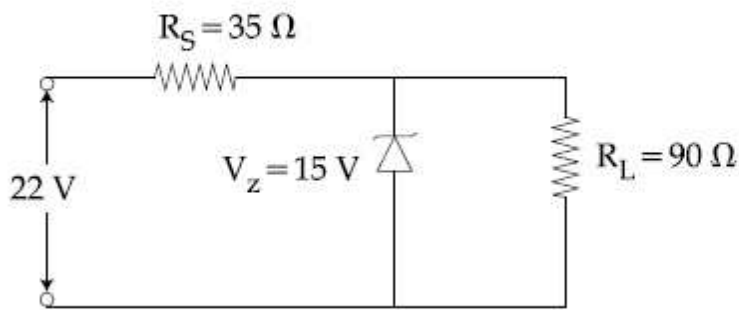 R_S = 35 Ω
V_z = 15 V
R_L = 90 Ω
22 V